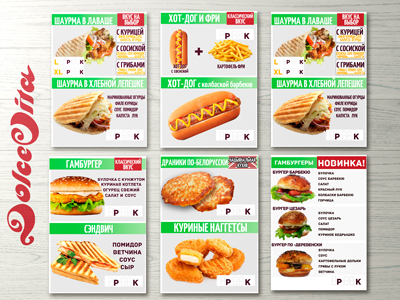 Dolce Vita
ШАУРМА В ЛАВАШЕ
ВКУС НА ВЫБОР
С КУРИЦЕЙ
С СОСИСКОЙ
С ГРИБАМИ
L Р К
XL Р К
ШАУРМА В ХЛЕБНОЙ ЛЕПЕШКЕ
МАРИНОВАННЫЕ ОГУРЦЫ
ФИЛЕ КУРИЦЫ
СОУС ПОМИДОР
КАПУСТА ЛУК
Р К
ХОТ-ДОГ И ФРИ
КЛАССИЧЕСКИЙ ВКУС
Р К
+
ХОТ-ДОГ
С СОСИСКОЙ
КАРТОФЕЛЬ-ФРИ
ХОТ-ДОГ с колбаской барбекю
Р К
ШАУРМА В ЛАВАШЕ
ВКУС НА ВЫБОР
С КУРИЦЕЙ
С СОСИСКОЙ
С ГРИБАМИ
L Р К
XL Р К
ШАУРМА В ХЛЕБНОЙ ЛЕПЕШКЕ
МАРИНОВАННЫЕ ОГУРЦЫ
ФИЛЕ КУРИЦЫ
СОУС ПОМИДОР
КАПУСТА ЛУК
Р К
ГАМБУРГЕР
КЛАССИЧЕСКИЙ ВКУС
БУЛОЧКА С КУНЖУТОМ
КУРИНАЯ КОТЛЕТА
ОГУРЕЦ СВЕЖИЙ
САЛАТ И СОУС
Р К
СЭНДВИЧ
ПОМИДОР
ВЕТЧИНА
СОУС
СЫР
Р К
ДРАНИКИ ПО-БЕЛОРУССКИ
НАЦИОНАЛЬНАЯ КУХНЯ
Р К
КУРИНЫЕ НАГГЕТСЫ
Р К
ГАМБУРГЕРЫ
НОВИНКА!
БУРГЕР БАРБЕКЮ
БУЛОЧКА
СОУС БАРБЕКЮ
САЛАТ
КРАСНЫЙ ЛУК
КОТЛЕТА
ГОРЧИЦА
БУРГЕР ЦЕЗАРЬ
БУЛОЧКА
СОУС ЦЕЗАРЬ
САЛАТ
ПОМИДОР
КУРИНОЕ ФИЛЕ
БУРГЕР ПО -ДЕРЕВЕНСКИ
БУЛОЧКА
СОУС
КАРТОФЕЛЬНЫЕ ДОЛЬКИ
ГРИБЫ С ЛУКОМ
ВЕТЧИНА
Р К